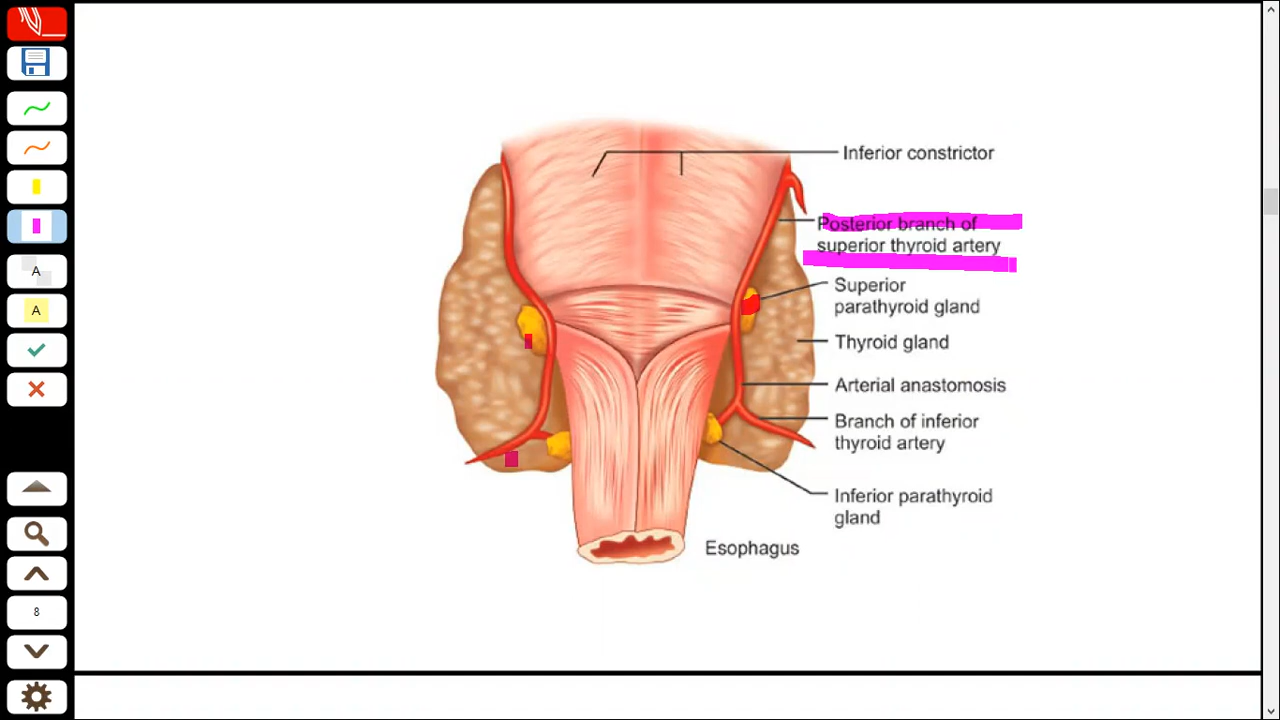 Inferior constrictor
Posterior branch of
superior thyroid artery
Superior
parathyroid gland
Thyroid gland
Arterial anastomosis
Branch of inferior
thyroid artery
Inferior parathyroid
gland
Esophagus
A
A
8